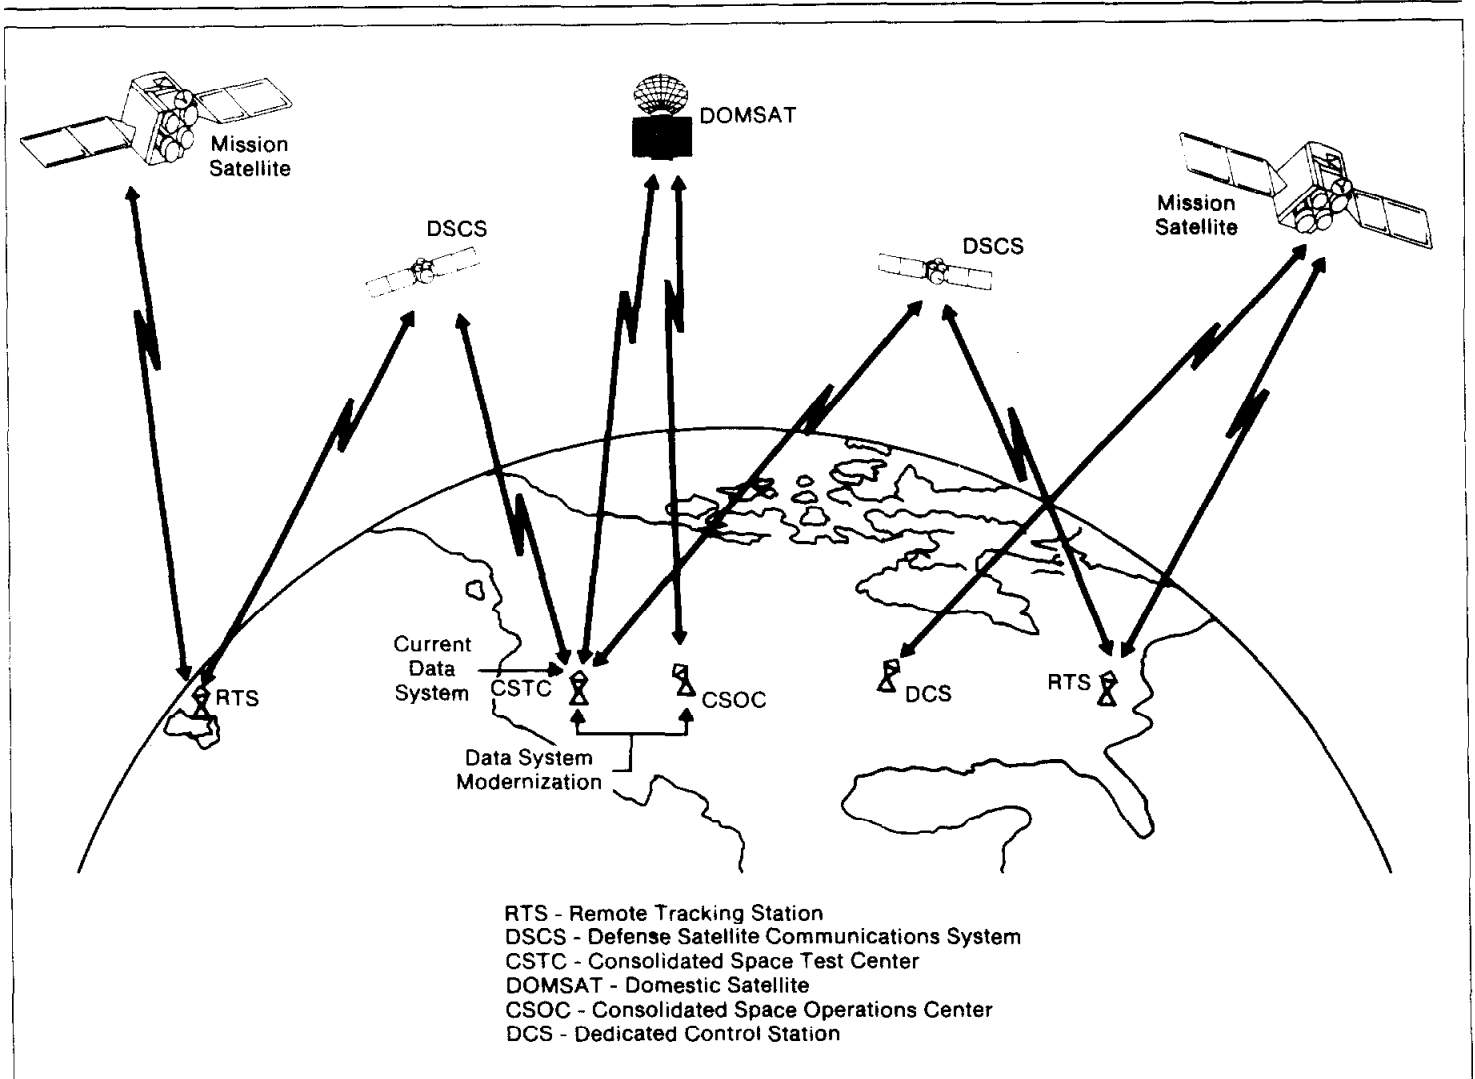 DOMSAT
Mission
Satellite
Mission
Satellite
DSCS
DSCS
Current
Data
System
CSTC
RTS
CSOC
DCS
RTS
Data System
Modernization
RTS - Remote Tracking Station
DSCS - Defense Satellite Communications System
CSTC - Consolidated Space Test Center
DOMSAT - Domestic Satellite
CSOC - Consolidated Space Operations Center
DCS - Dedicated Control Station